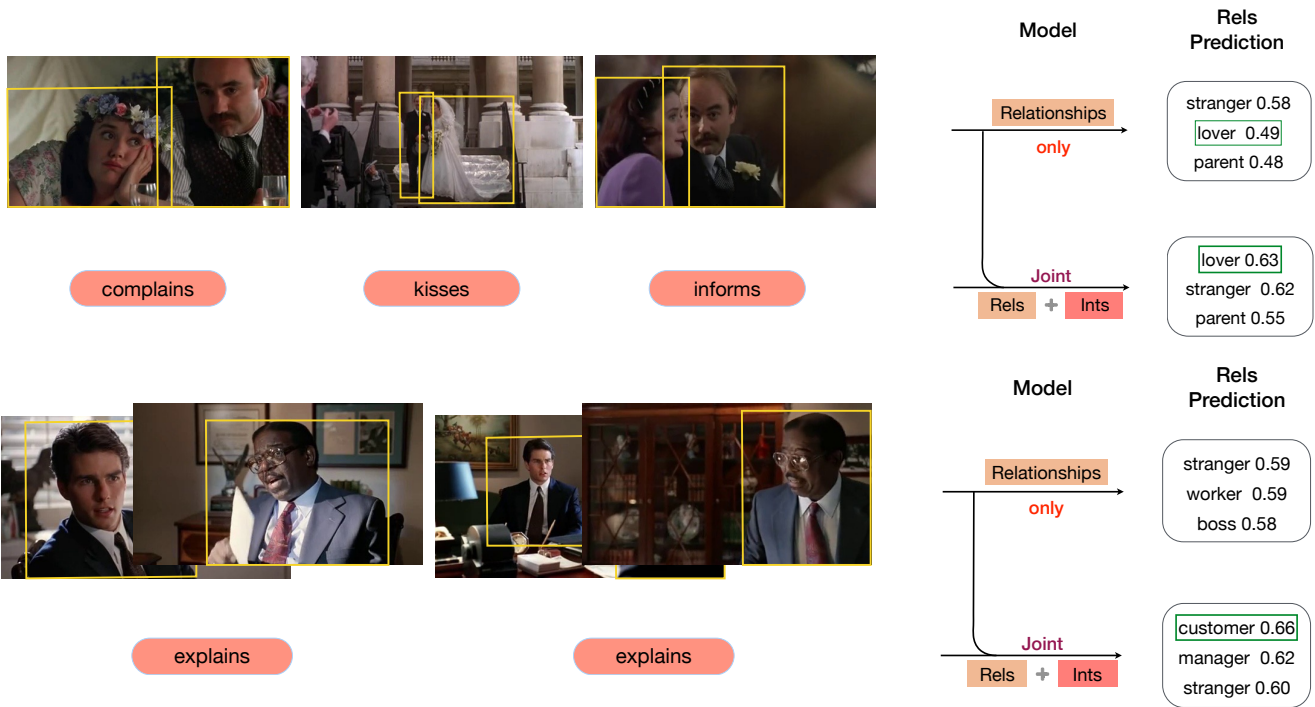 Model
Rels
Prediction
Relationships
only
stranger 0.58
lover 0.49
parent 0.48
complains
kisses
informs
Joint
Rels + Ints
lover 0.63
stranger 0.62
parent 0.55
Model
Rels
Prediction
Relationships
only
stranger 0.59
worker 0.59
boss 0.58
explains
explains
Joint
Rels + Ints
customer 0.66
manager 0.62
stranger 0.60